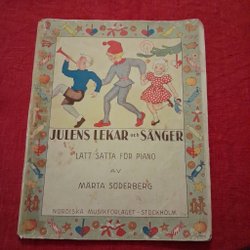 JULENS LEKAR OCH SÅNGER
LÄTT SATTA FÖR PIANO
AV
MÄRTA SÖDERBERG
NORDISKA MUSIKFÖRLAGET - STOCKHOLM